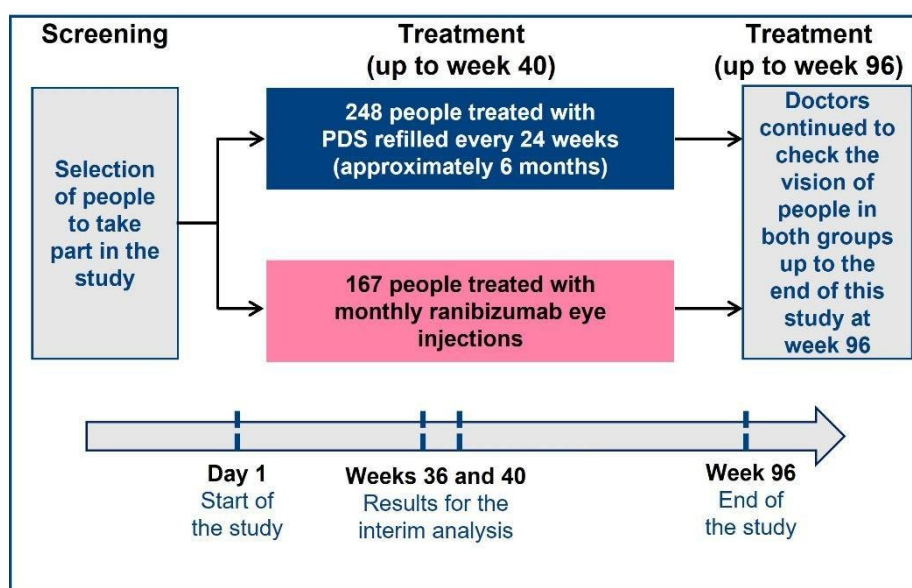 Screening
Treatment
(up to week 40)
Treatment
(up to week 96)
Selection
of people
to take
part in the
study
248 people treated with
PDS refilled every 24 weeks
(approximately 6 months)
167 people treated with
monthly ranibizumab eye
injections
Doctors
continued to
check the
vision of
people in
both groups
up to the
end of this
study at
week 96
Day 1
Start of
the study
Weeks 36 and 40
Results for the
interim analysis
Week 96
End of
the study